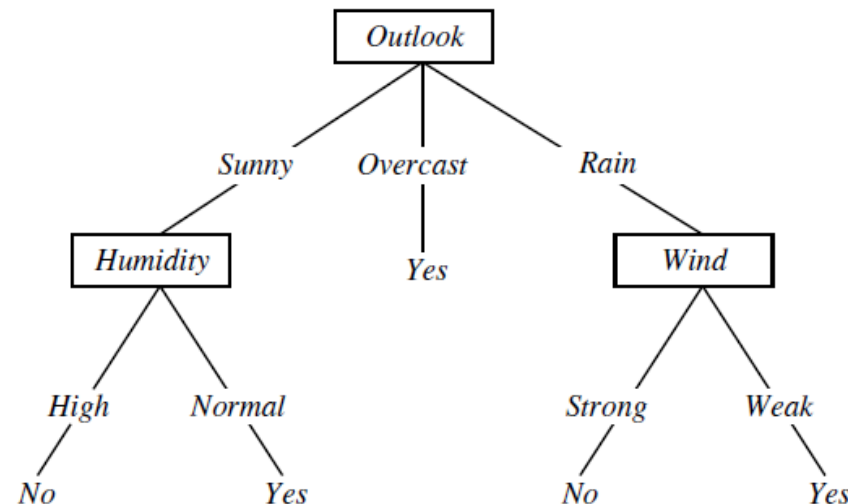 Outlook
Sunny Overcast Rain
Humidity Yes Wind
High Normal Strong Weak
No Yes No Yes